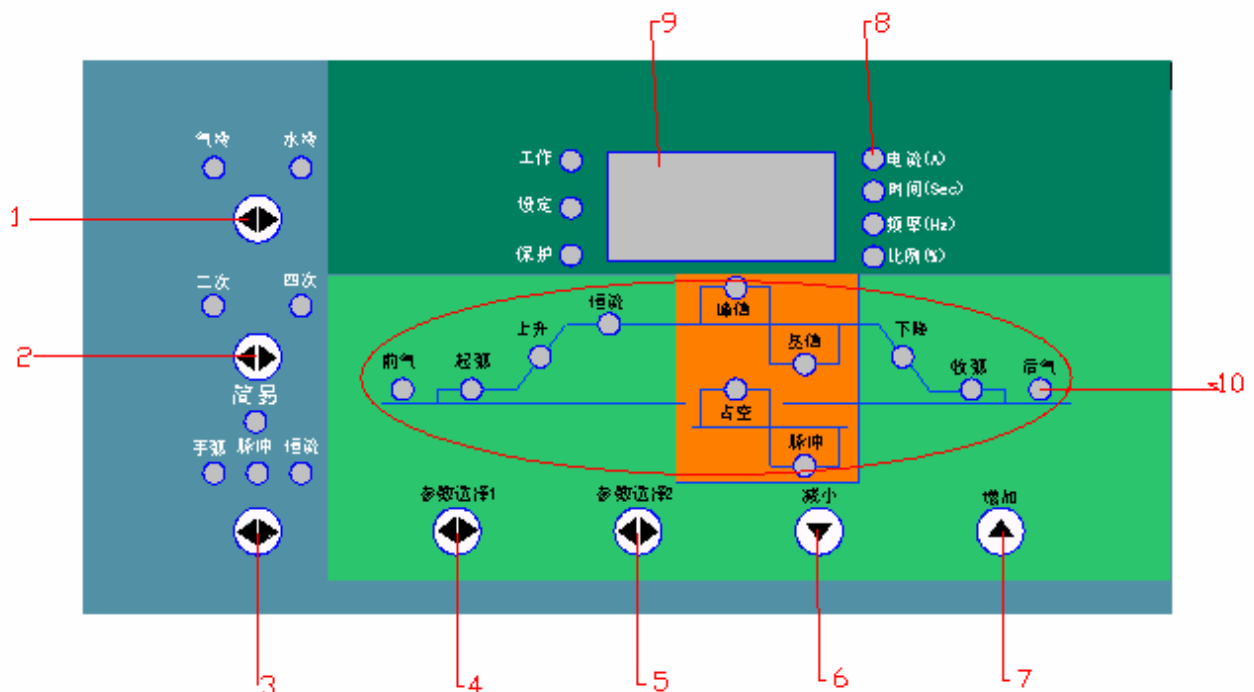 9
8
气冷 水冷
工作
电流(A)
时间(Sec)
设定
频率(Hz)
保护
比例(%)
1
二次 四次
恒流
峰值
上升
基值
下降
前气
起弧
收弧
后气
10
2
简易
占空
手弧 脉冲 恒流
脉冲
参数选择1
参数选择2
减小
增加
3
4
5
6
7